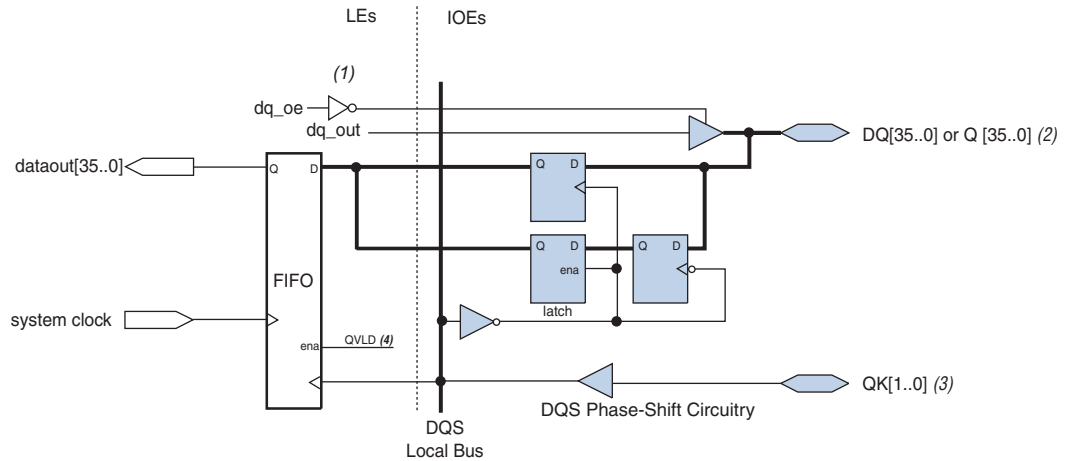 LEs
IOEs
(1)
dq_oe
dq_out
DQ[35..0] or Q [35..0] (2)
dataout[35..0]
Q
D
Q
D
Q
D
Q
D
ena
FIFO
latch
system clock
ena
QVLD (4)
QK[1..0] (3)
DQS Phase-Shift Circuitry
DQS
Local Bus